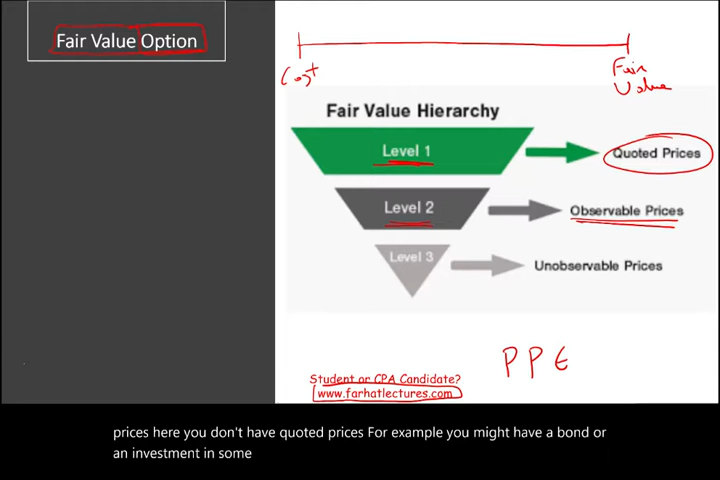 Fair Value Option
Cost
Fair
Value
Fair Value Hierarchy
Level 1
Quoted Prices
Level 2
Observable Prices
Level 3
Unobservable Prices
PPE
Student or CPA Candidate?
www.farhatlectures.com
prices here you don't have quoted prices For example you might have a bond or
an investment in some